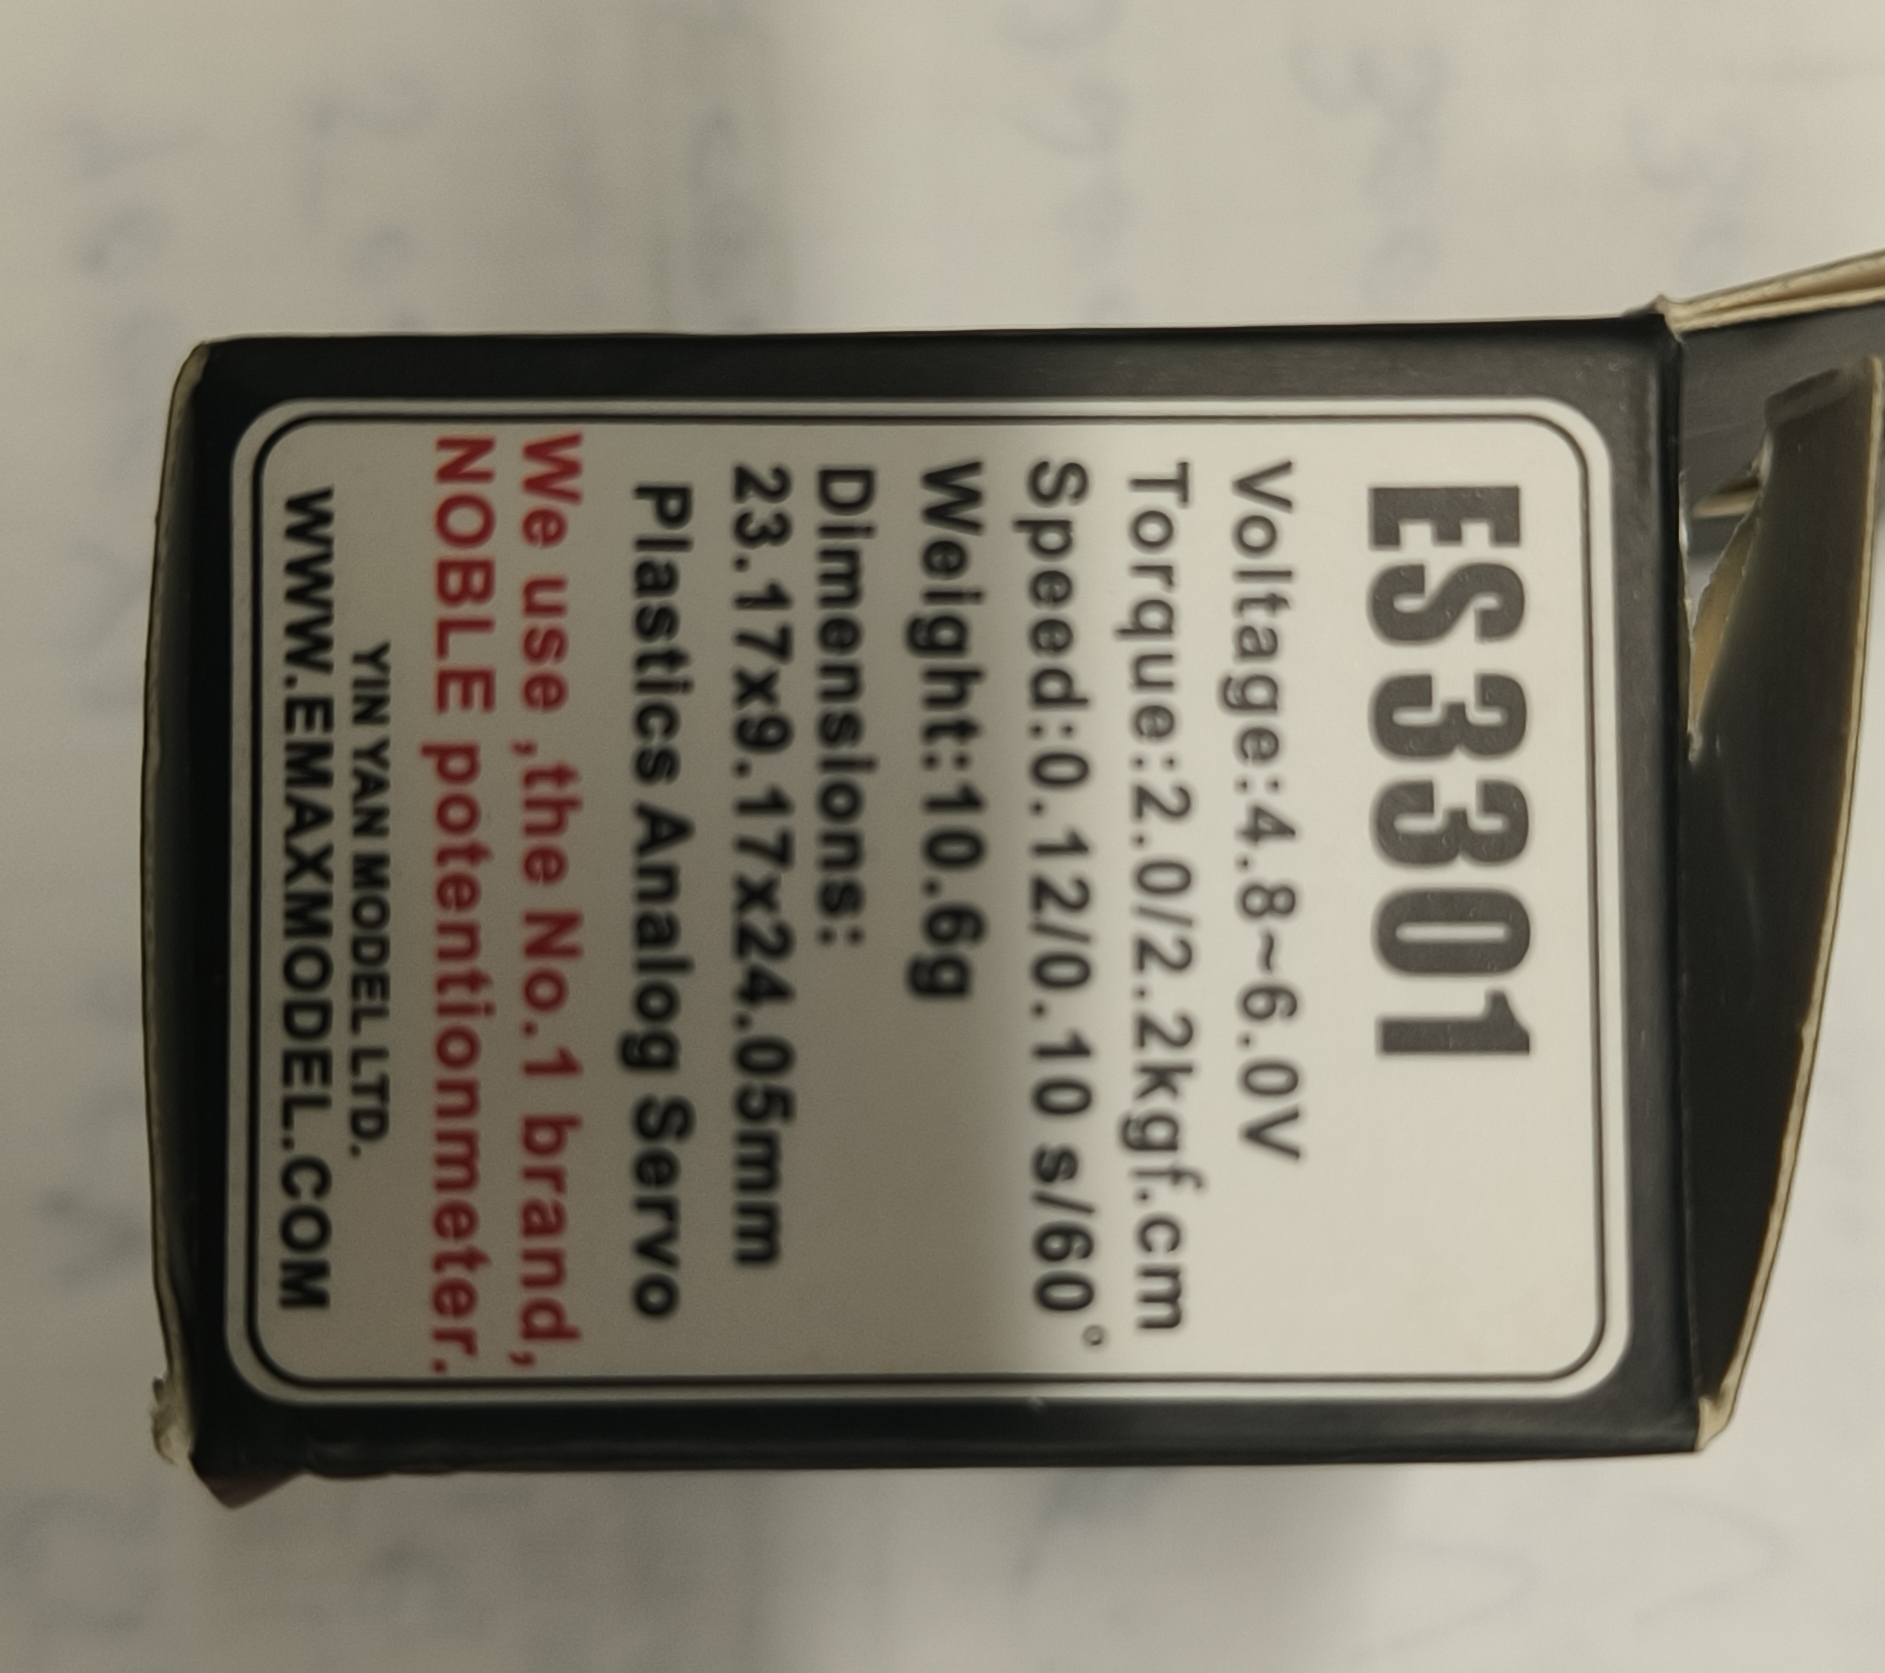 ES3301
Voltage:4.8~6.0V
Torque:2.0/2.2kgf.cm
Speed:0.12/0.10 s/60°
Weight:10.6g
Dimensions:
23.17x9.17x24.05mm
Plastics Analog Servo
We use ,the No.1 brand,
NOBLE potentionmeter.
YIN YAN MODEL LTD.
WWW.EMAXMODEL.COM